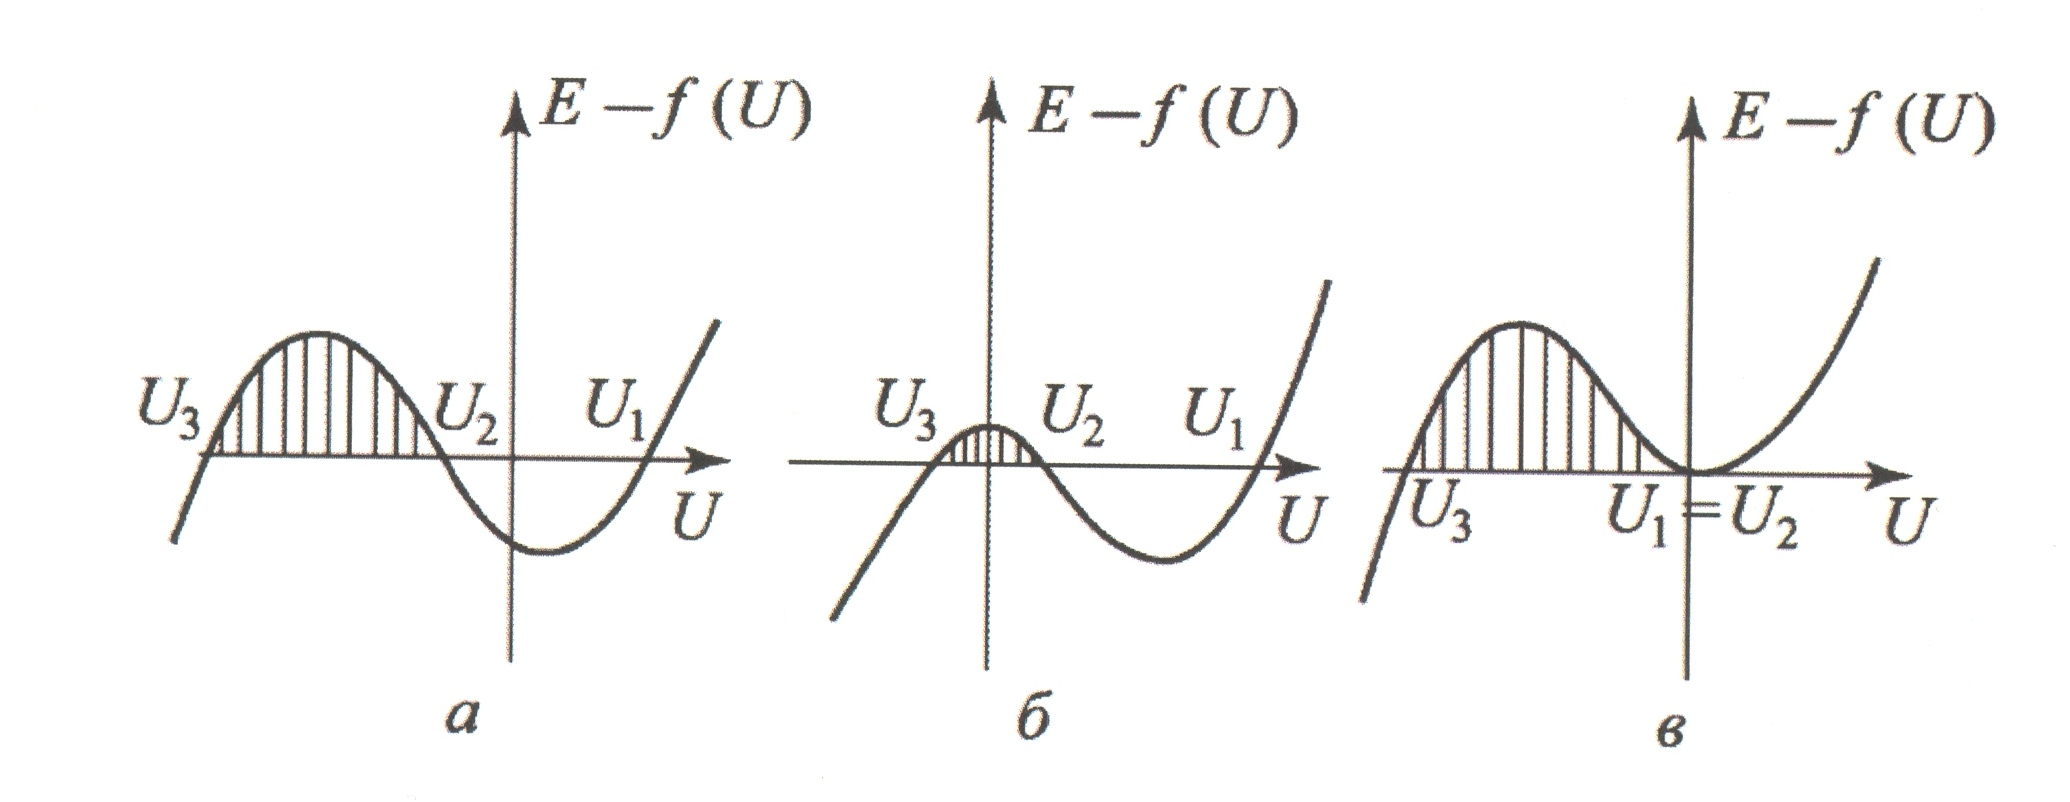 E – f (U)
U₃ U₂ U₁
U
а
E – f (U)
U₃ U₂ U₁
U
б
E – f (U)
U₃ U₁ = U₂ U
в